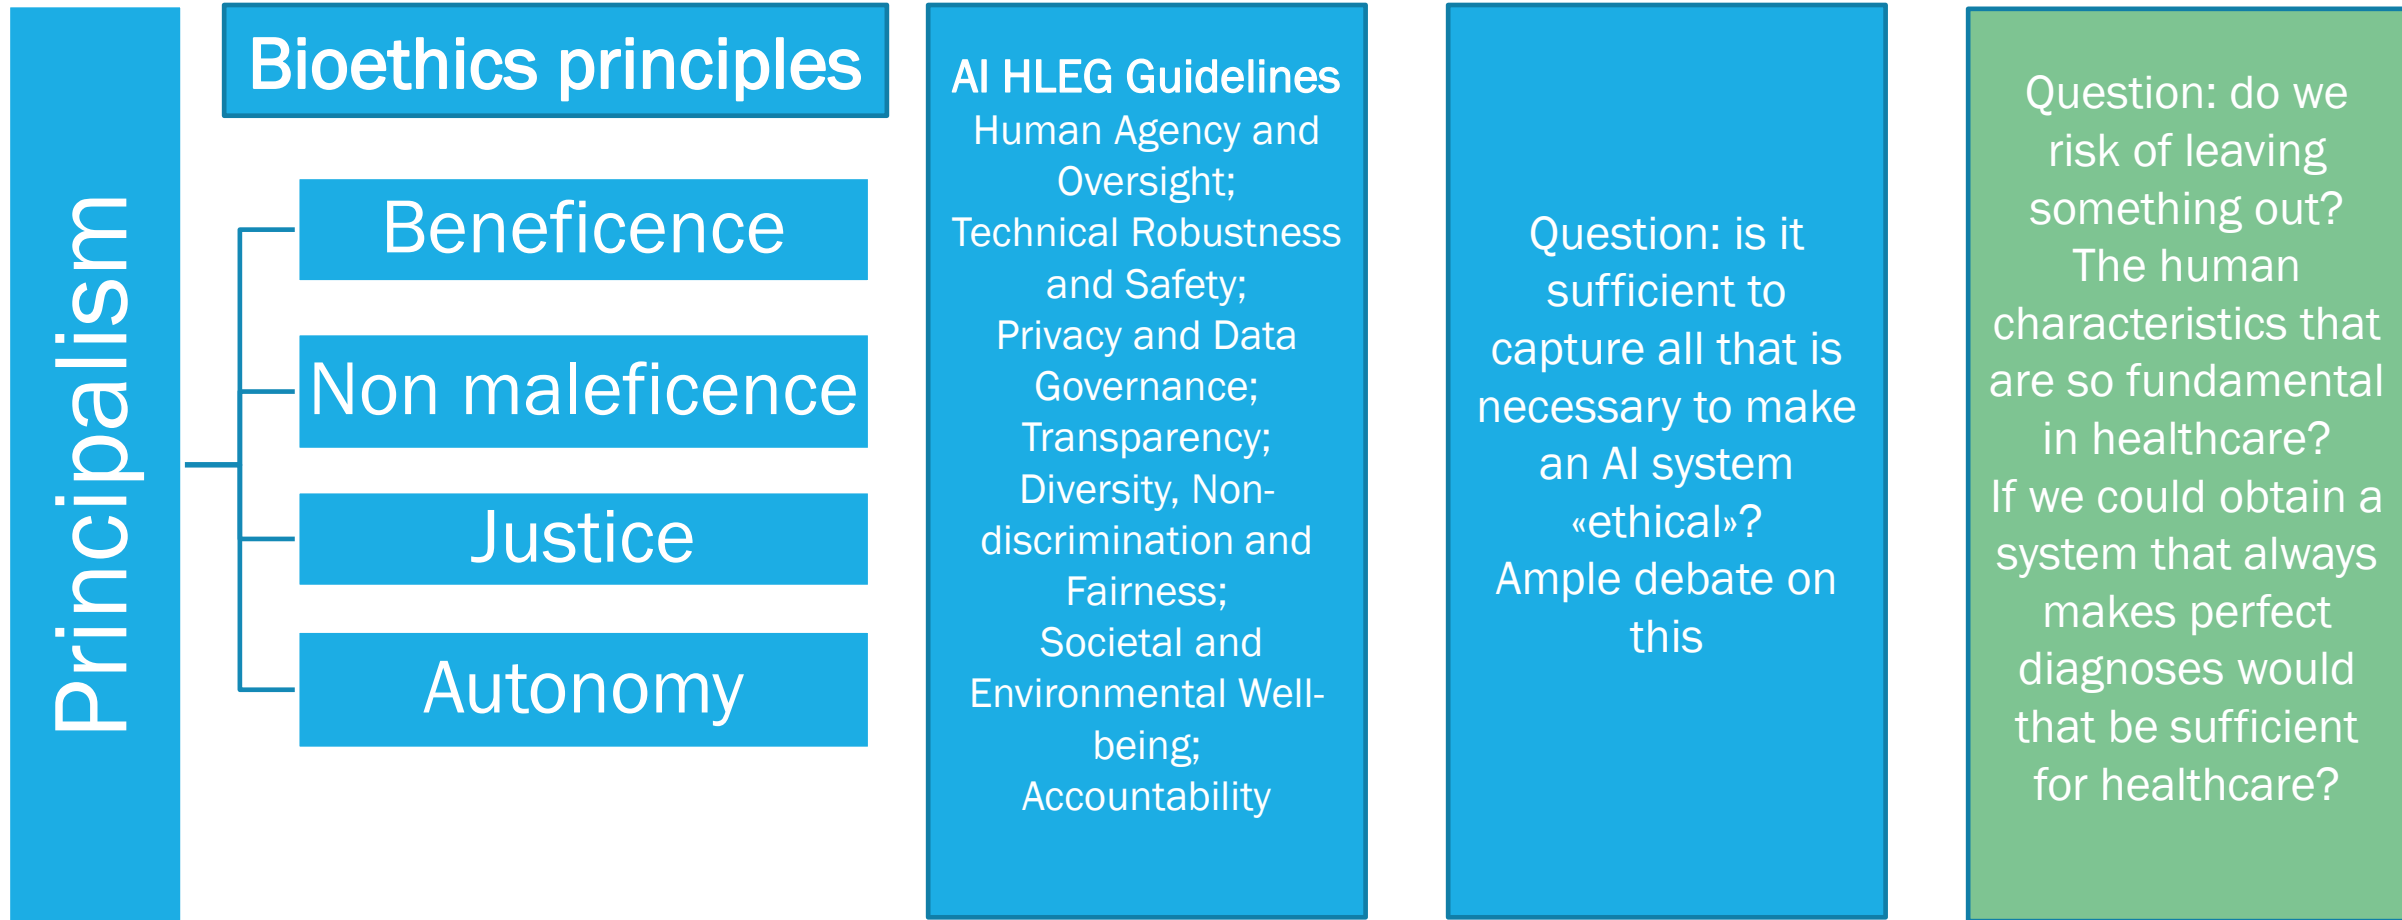 Principalism
Bioethics principles
Beneficence
Non maleficence
Justice
Autonomy
AI HLEG Guidelines
Human Agency and
Oversight;
Technical Robustness
and Safety;
Privacy and Data
Governance;
Transparency;
Diversity, Non-
discrimination and
Fairness;
Societal and
Environmental Well-
being;
Accountability
Question: is it
sufficient to
capture all that is
necessary to make
an AI system
«ethical»?
Ample debate on
this
Question: do we
risk of leaving
something out?
The human
characteristics that
are so fundamental
in healthcare?
If we could obtain a
system that always
makes perfect
diagnoses would
that be sufficient
for healthcare?